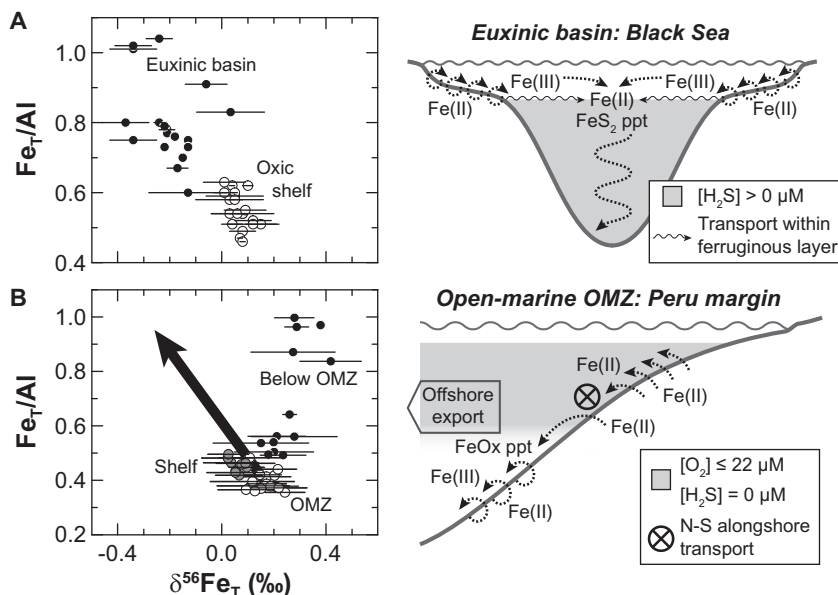 A
Fe_T/Al
1.0
0.8
0.6
0.4
Euxinic basin
Oxic
shelf
Euxinic basin: Black Sea
Fe(III)
Fe(III)
Fe(II)
Fe(II)
Fe(II)
FeS₂ ppt
[H₂S] > 0 µM
Transport within
ferruginous layer
B
Fe_T/Al
1.0
0.8
0.6
0.4
0.2
Below OMZ
Shelf
OMZ
-0.4
0.0
0.4
δ⁵⁶Fe_T (‰)
Open-marine OMZ: Peru margin
Fe(II)
Fe(II)
Offshore
export
Fe(II)
FeOx ppt
Fe(III)
Fe(II)
[O₂] ≤ 22 µM
[H₂S] = 0 µM
N-S alongshore
transport